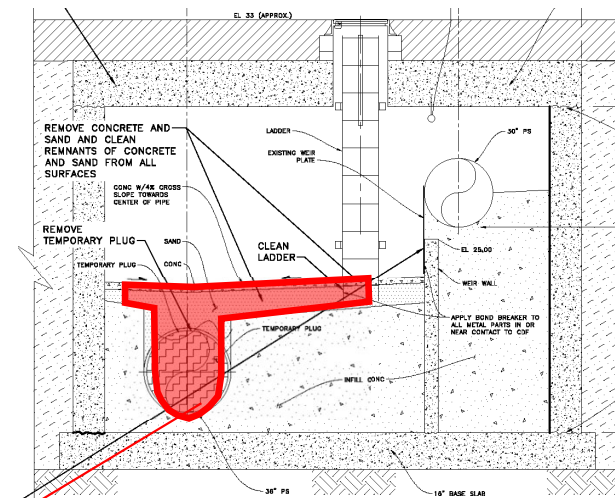 EL 33 (APPROX.)
REMOVE CONCRETE AND
SAND AND CLEAN
REMNANTS OF CONCRETE
AND SAND FROM ALL
SURFACES
LADDER
EXISTING WEIR
PLATE
30" PS
CONC W/4% CROSS
SLOPE TOWARDS
CENTER OF PIPE
REMOVE
TEMPORARY PLUG
SAND
CLEAN
LADDER
EL 25.00
TEMPORARY PLUG
CONC
WEIR WALL
APPLY BOND BREAKER TO
ALL METAL PARTS IN OR
NEAR CONTACT TO CDF
TEMPORARY PLUG
INFILL CONC
36" PS
16" BASE SLAB